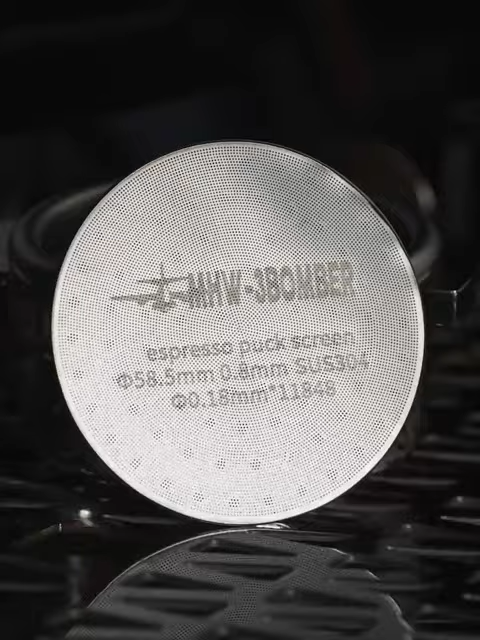 MHW-3BOMBER
espresso puck screen
Φ58.5mm 0.8mm SUS304
Φ0.18mm*11848